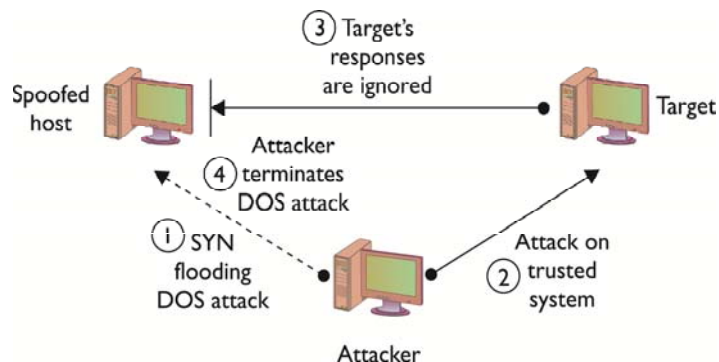 3 Target's
responses
are ignored
Spoofed
host
Target
Attacker
4 terminates
DOS attack
1 SYN
flooding
DOS attack
Attack on
2 trusted
system
Attacker